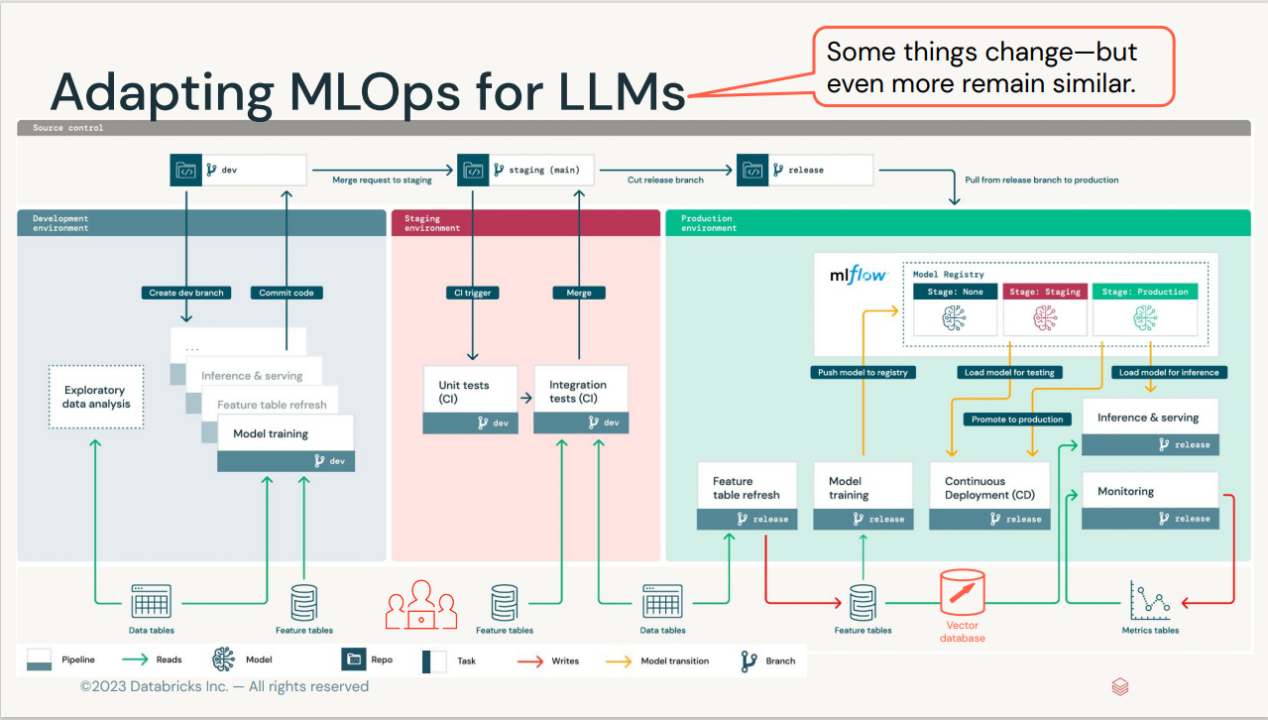 Some things change—but
even more remain similar.
Adapting MLOps for LLMs
Source control
dev
Merge request to staging
staging (main)
Cut release branch
release
Pull from release branch to production
Development
environment
Staging
environment
Production
environment
Create dev branch
Commit code
CI trigger
Merge
mlflow
Model Registry
Stage: None
Stage: Staging
Stage: Production
Push model to registry
Load model for testing
Load model for inference
Promote to production
...
Inference & serving
Feature table refresh
Model training
dev
Exploratory
data analysis
Unit tests
(CI)
dev
Integration
tests (CI)
dev
Feature
table refresh
release
Model
training
release
Continuous
Deployment (CD)
release
Inference & serving
release
Monitoring
release
Data tables
Feature tables
Feature tables
Data tables
Feature tables
Vector
database
Metrics tables
Pipeline
Reads
Model
Repo
Task
Writes
Model transition
Branch
©2023 Databricks Inc. — All rights reserved